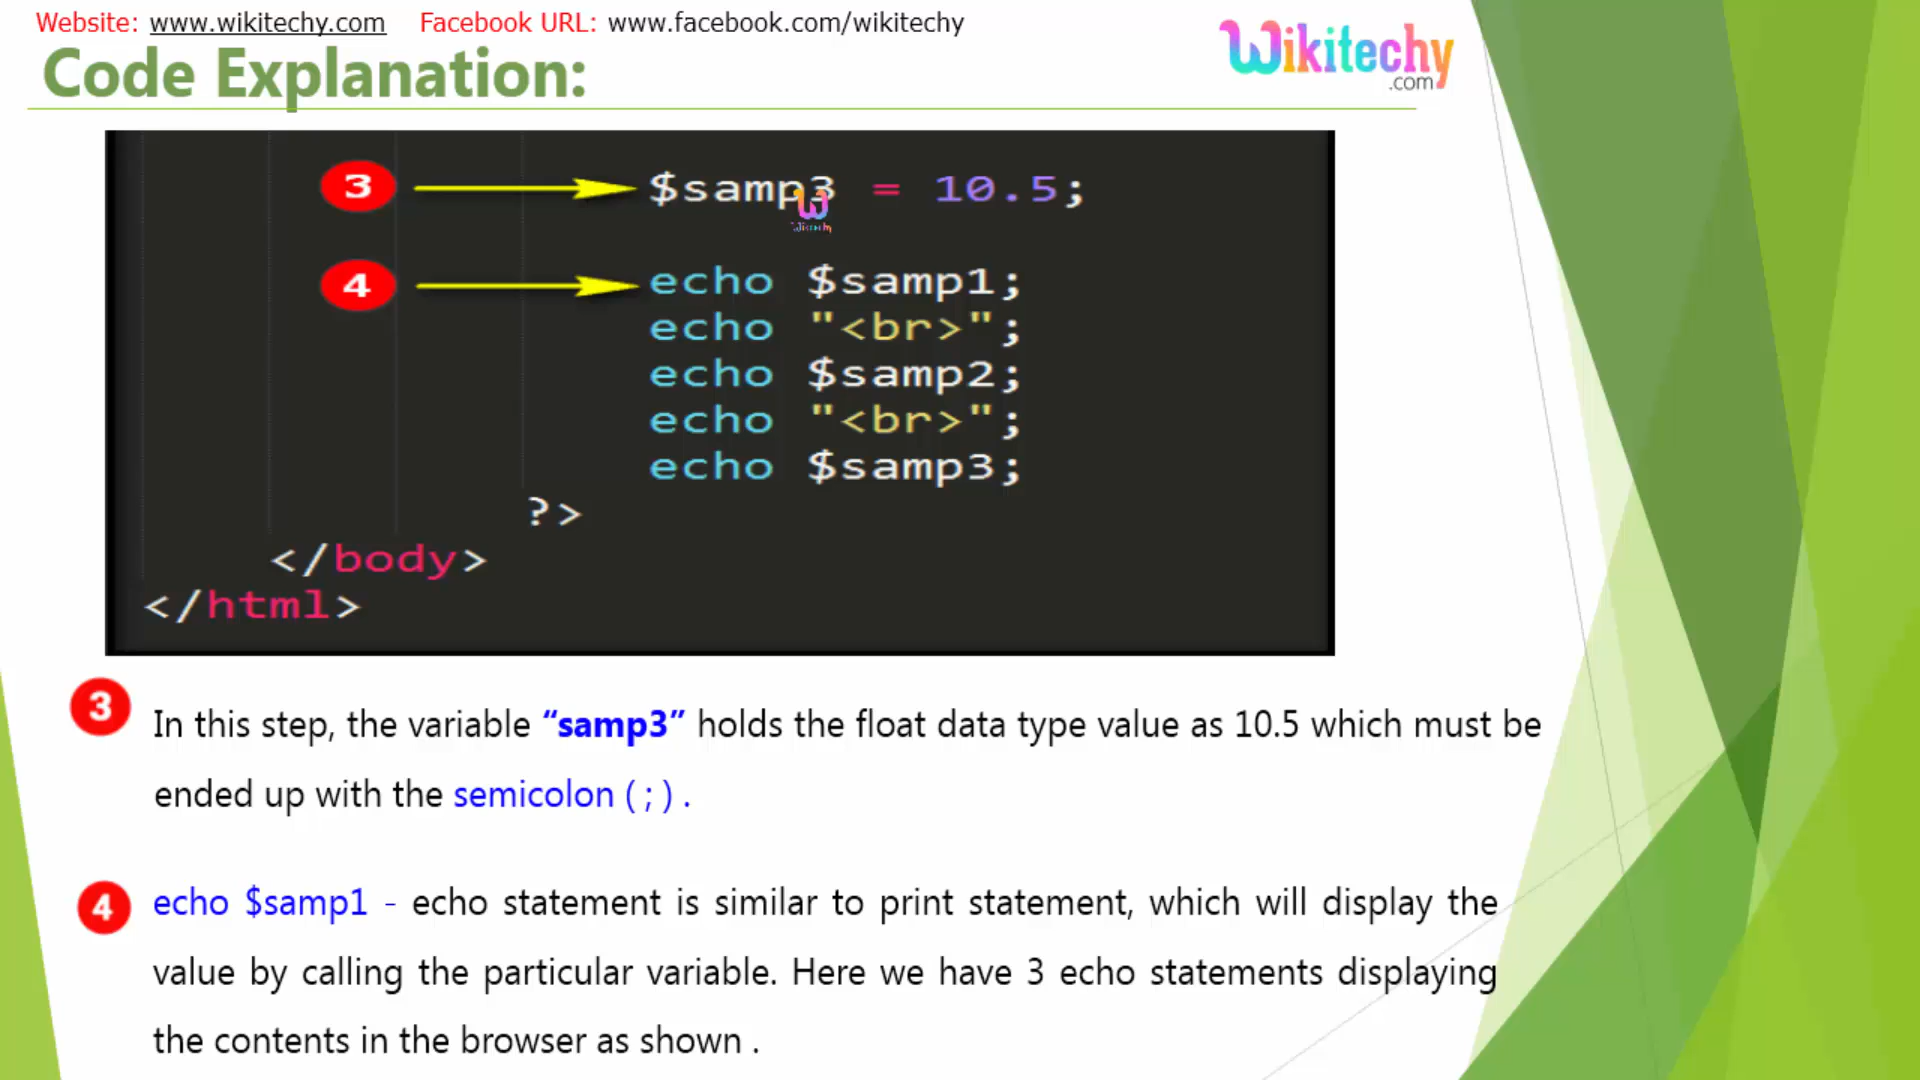 Website: www.wikitechy.com Facebook URL: www.facebook.com/wikitechy
Wikitechy
.com
Code Explanation:
3 $samp3 = 10.5;
Wikitechy
4 echo $samp1;
echo "<br>";
echo $samp2;
echo "<br>";
echo $samp3;
?>
</body>
</html>
3 In this step, the variable “samp3” holds the float data type value as 10.5 which must be
ended up with the semicolon ( ; ) .
4 echo $samp1 - echo statement is similar to print statement, which will display the
value by calling the particular variable. Here we have 3 echo statements displaying
the contents in the browser as shown .